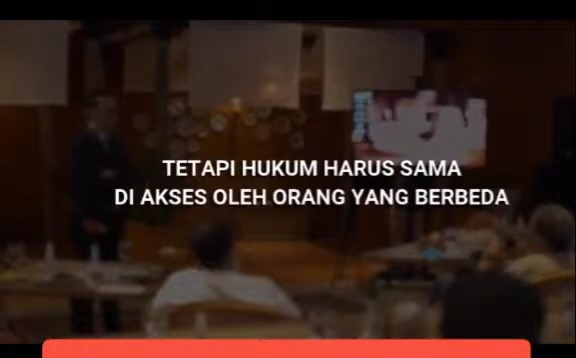 TETAPI HUKUM HARUS SAMA
DI AKSES OLEH ORANG YANG BERBEDA